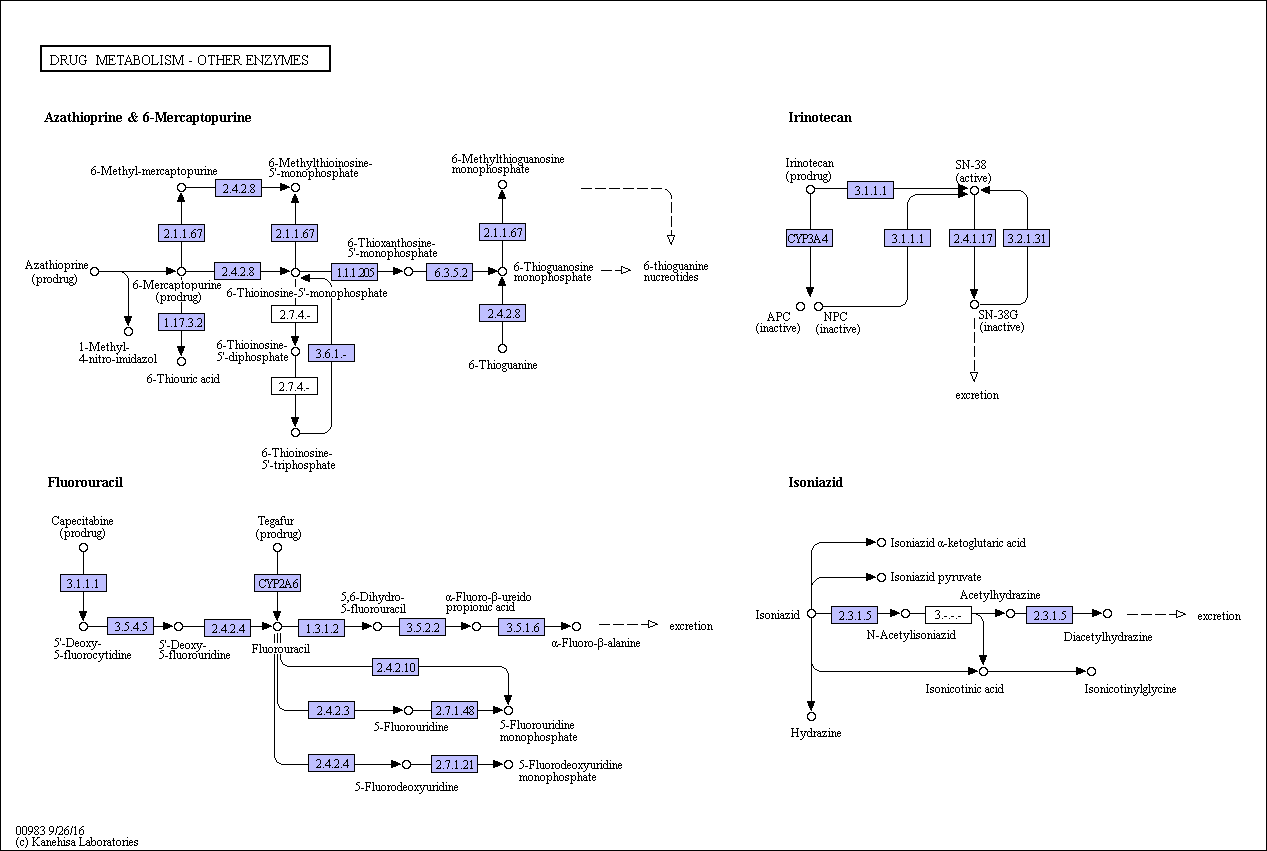 DRUG METABOLISM - OTHER ENZYMES
Azathioprine & 6-Mercaptopurine
6-Methyl-mercaptopurine
2.4.2.8
6-Methylthioinosine-
5'-monophosphate
6-Methylthioguanosine
monophosphate
2.1.1.67
2.1.1.67
2.1.1.67
6-Thioxanthosine-
5'-monophosphate
Azathioprine
(prodrug)
2.4.2.8
1.1.1.205
6.3.5.2
6-Thioguanosine
monophosphate
6-thioguanine
nucreotides
6-Mercaptopurine
(prodrug)
6-Thioinosine-5'-monophosphate
1.17.3.2
2.7.4.-
2.4.2.8
1-Methyl-
4-nitro-imidazol
6-Thioinosine-
5'-diphosphate
3.6.1.-
6-Thioguanine
6-Thiouric acid
2.7.4.-
6-Thioinosine-
5'-triphosphate
Irinotecan
Irinotecan
(prodrug)
3.1.1.1
SN-38
(active)
CYP3A4
3.1.1.1
2.4.1.17
3.2.1.31
APC
(inactive)
NPC
(inactive)
SN-38G
(inactive)
excretion
Fluorouracil
Capecitabine
(prodrug)
Tegafur
(prodrug)
3.1.1.1
CYP2A6
5,6-Dihydro-
5-fluorouracil
α-Fluoro-β-ureido
propionic acid
3.5.4.5
2.4.2.4
1.3.1.2
3.5.2.2
3.5.1.6
excretion
5'-Deoxy-
5-fluorocytidine
5'-Deoxy-
5-fluorouridine
Fluorouracil
α-Fluoro-β-alanine
2.4.2.10
2.4.2.3
2.7.1.48
5-Fluorouridine
5-Fluorouridine
monophosphate
2.4.2.4
2.7.1.21
5-Fluorodeoxyuridine
monophosphate
5-Fluorodeoxyuridine
Isoniazid
Isoniazid α-ketoglutaric acid
Isoniazid pyruvate
Acetylhydrazine
Isoniazid
2.3.1.5
3.-.-.-
2.3.1.5
excretion
N-Acetylisoniazid
Diacetylhydrazine
Isonicotinic acid
Isonicotinylglycine
Hydrazine
00983 9/26/16
(c) Kanehisa Laboratories